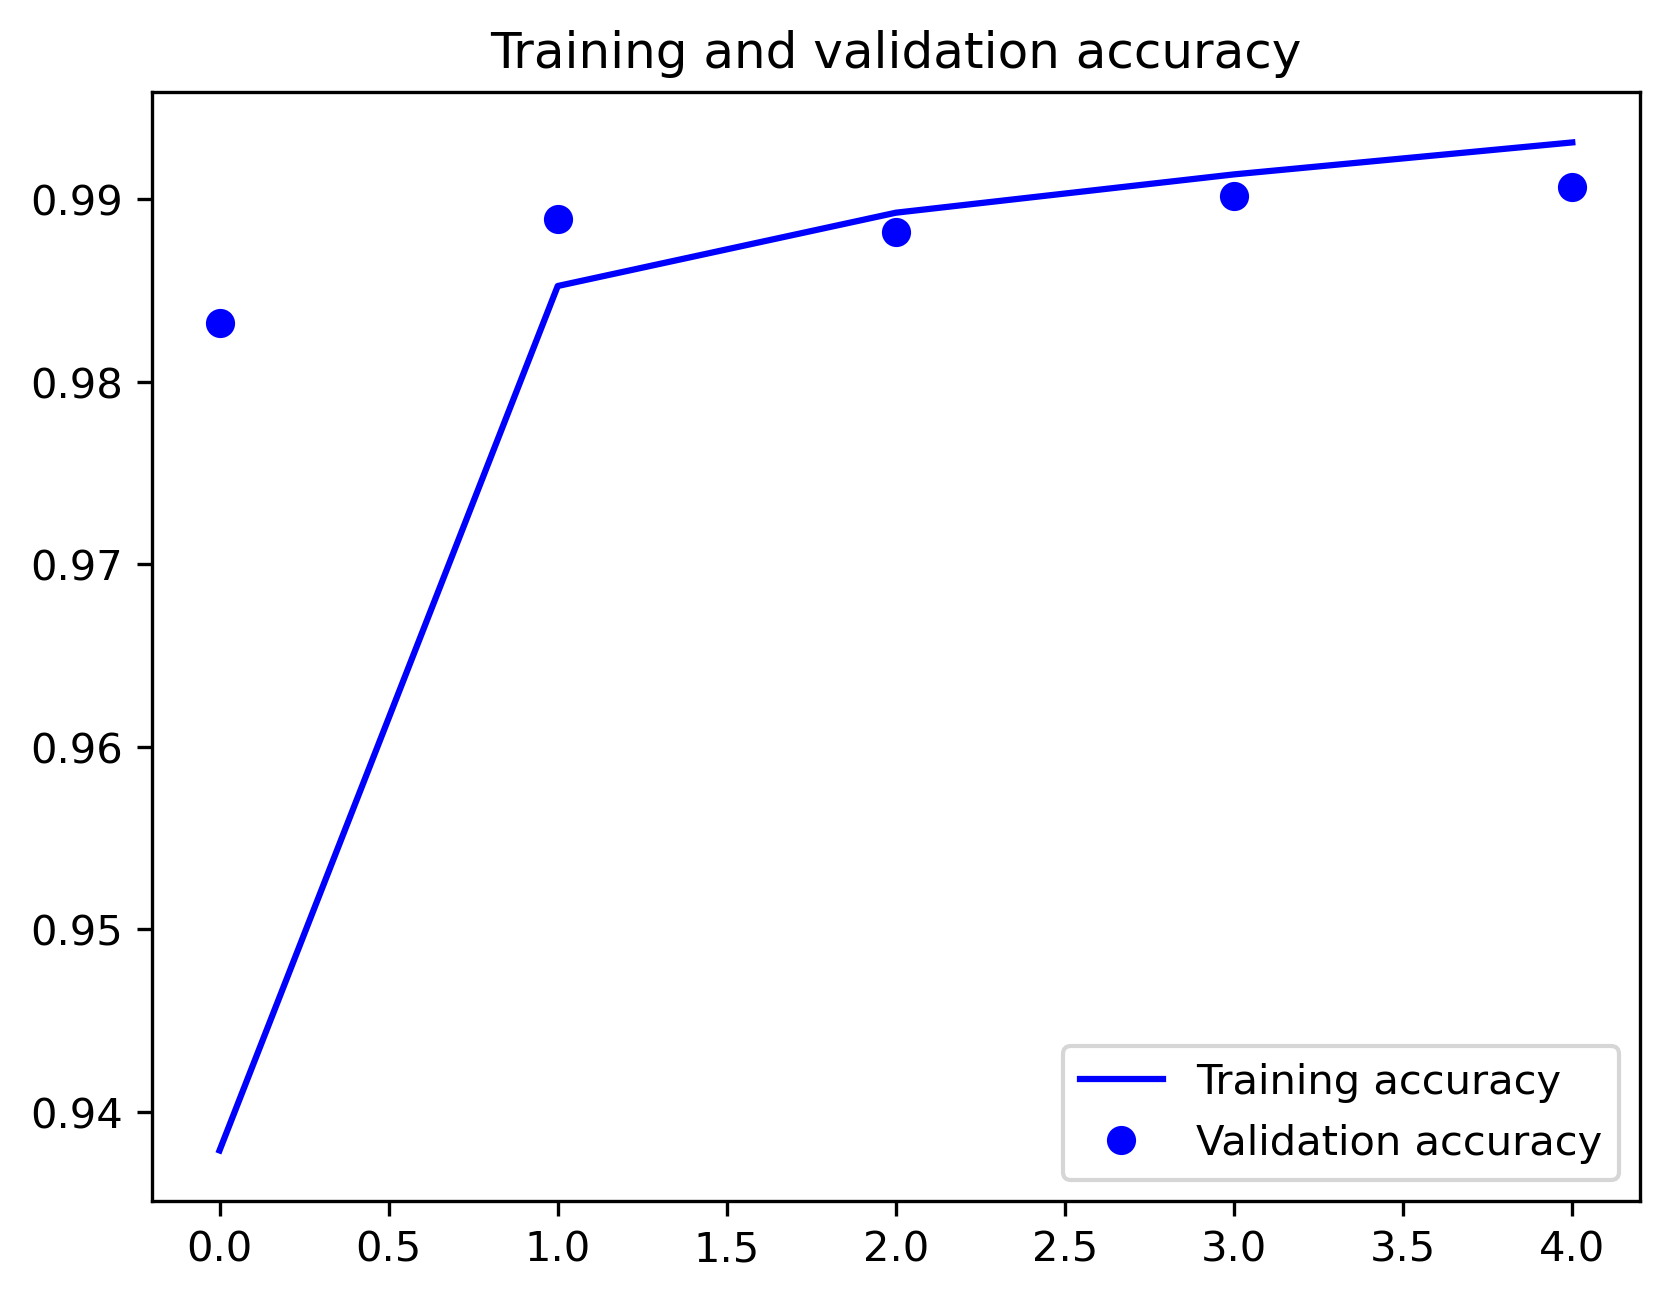 Training and validation accuracy
0.99
0.98
0.97
0.96
0.95
0.94
Training accuracy
Validation accuracy
0.0 0.5 1.0 1.5 2.0 2.5 3.0 3.5 4.0